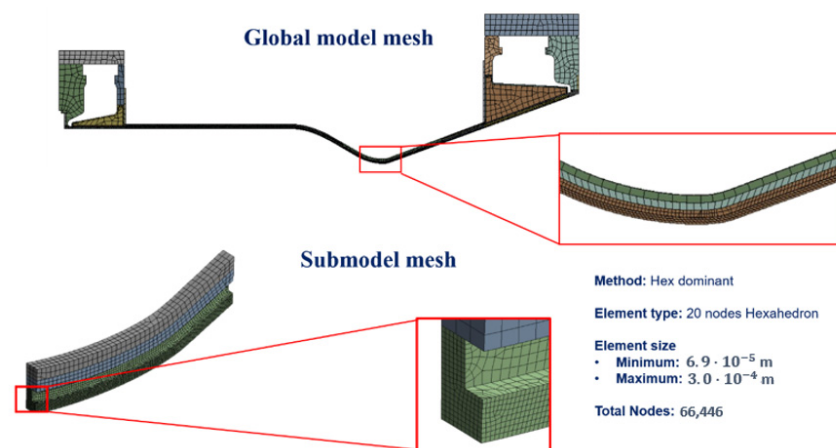 Global model mesh
Submodel mesh
Method: Hex dominant
Element type: 20 nodes Hexahedron
Element size
• Minimum: 6.9 · 10⁻⁵ m
• Maximum: 3.0 · 10⁻⁴ m
Total Nodes: 66,446